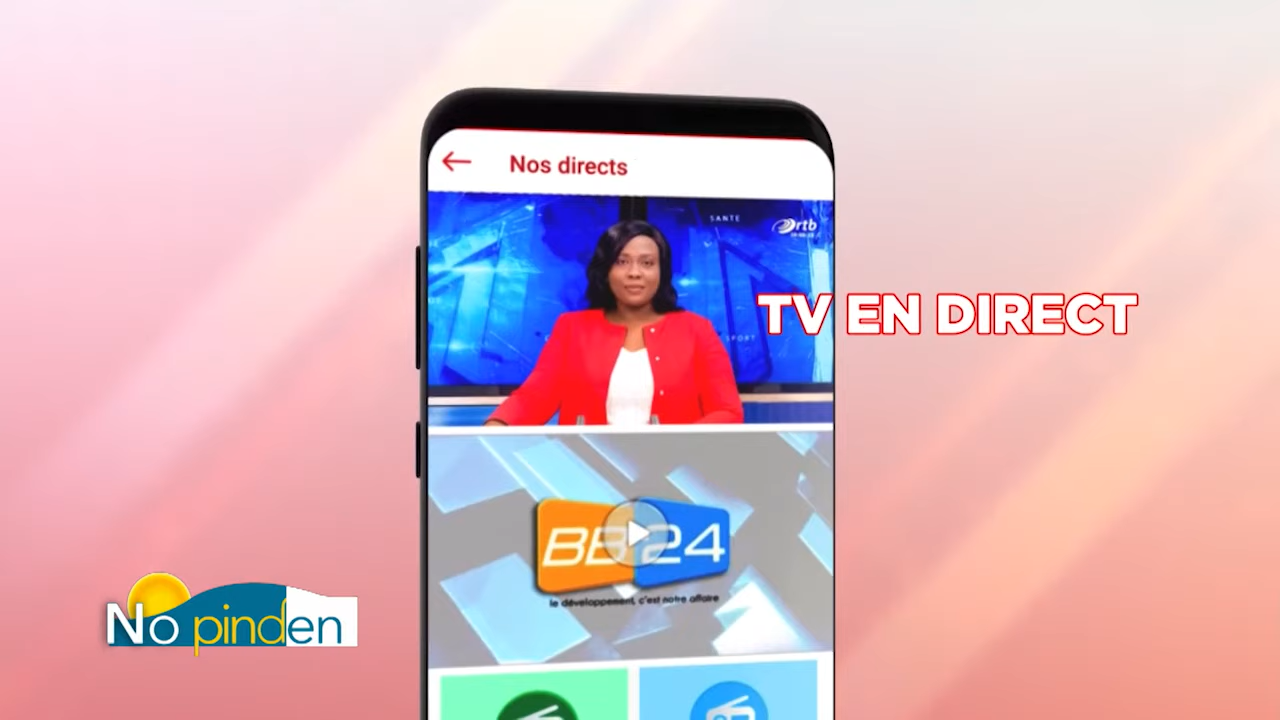 Nos directs
SANTE
rtb
SPORT
TV EN DIRECT
BB24
le développement, c'est notre affaire
No pinden